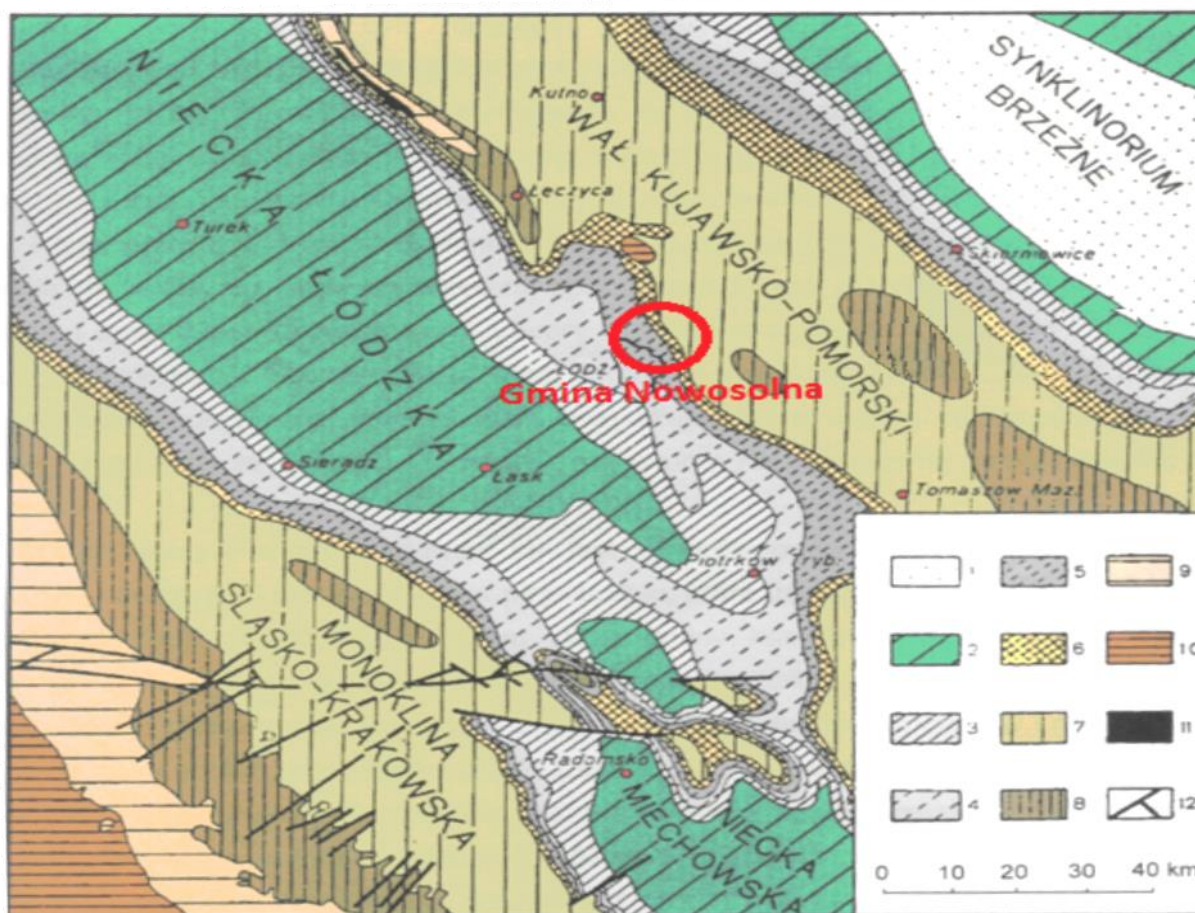 NIECKA ŁÓDZKA
WAŁ KUJAWSKO-POMORSKI
SYNKLINORIUM
BRZEŻNE
Kutno
Łęczyca
Turek
Skierniewice
ŁÓDŹ
Gmina Nowosolna
Sieradz
Łask
Tomaszów Maz.
Piotrków Tryb.
MONOKLINA
ŚLĄSKO-KRAKOWSKA
Radomsko
NIECKA
MIECHOWSKA
1 5 9
2 6 10
3 7 11
4 8 12
0 10 20 30 40 km